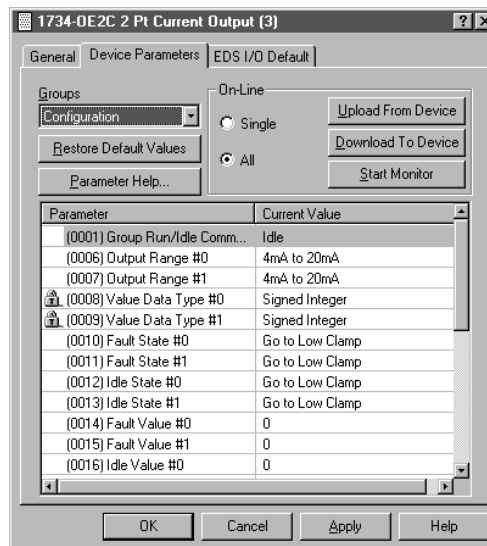 1734-OE2C 2 Pt Current Output (3)
General Device Parameters EDS I/O Default
Groups
Configuration
Restore Default Values
Parameter Help...
On-Line
Single
All
Upload From Device
Download To Device
Start Monitor
Parameter Current Value
(0001) Group Run/Idle Comm... Idle
(0006) Output Range #0 4mA to 20mA
(0007) Output Range #1 4mA to 20mA
(0008) Value Data Type #0 Signed Integer
(0009) Value Data Type #1 Signed Integer
(0010) Fault State #0 Go to Low Clamp
(0011) Fault State #1 Go to Low Clamp
(0012) Idle State #0 Go to Low Clamp
(0013) Idle State #1 Go to Low Clamp
(0014) Fault Value #0 0
(0015) Fault Value #1 0
(0016) Idle Value #0 0
OK Cancel Apply Help